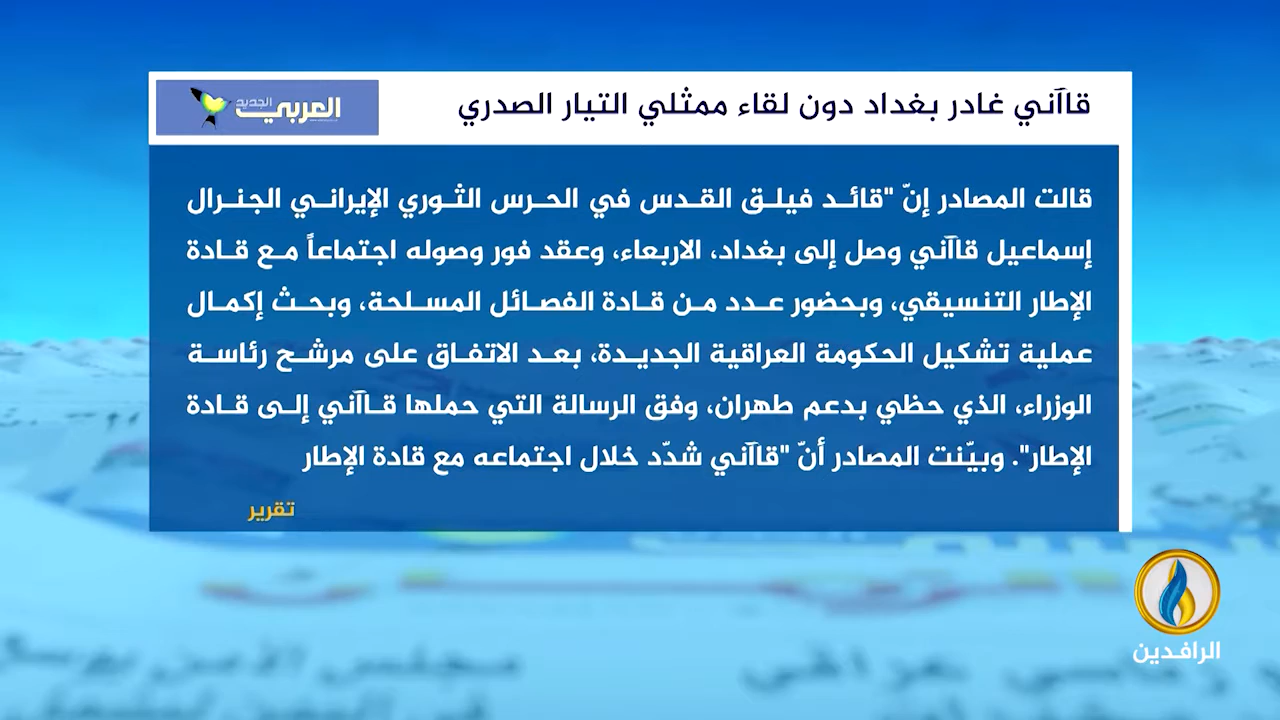 قاآني غادر بغداد دون لقاء ممثلي التيار الصدري
العربي الجديد
قالت المصادر إنّ "قائد فيلق القدس في الحرس الثوري الإيراني الجنرال
إسماعيل قاآني وصل إلى بغداد، الاربعاء، وعقد فور وصوله اجتماعاً مع قادة
الإطار التنسيقي، وبحضور عدد من قادة الفصائل المسلحة، وبحث إكمال
عملية تشكيل الحكومة العراقية الجديدة، بعد الاتفاق على مرشح رئاسة
الوزراء، الذي حظي بدعم طهران، وفق الرسالة التي حملها قاآني إلى قادة
الإطار". وبيّنت المصادر أنّ "قاآني شدّد خلال اجتماعه مع قادة الإطار
تقرير
الرافدين
مجلس الأمن